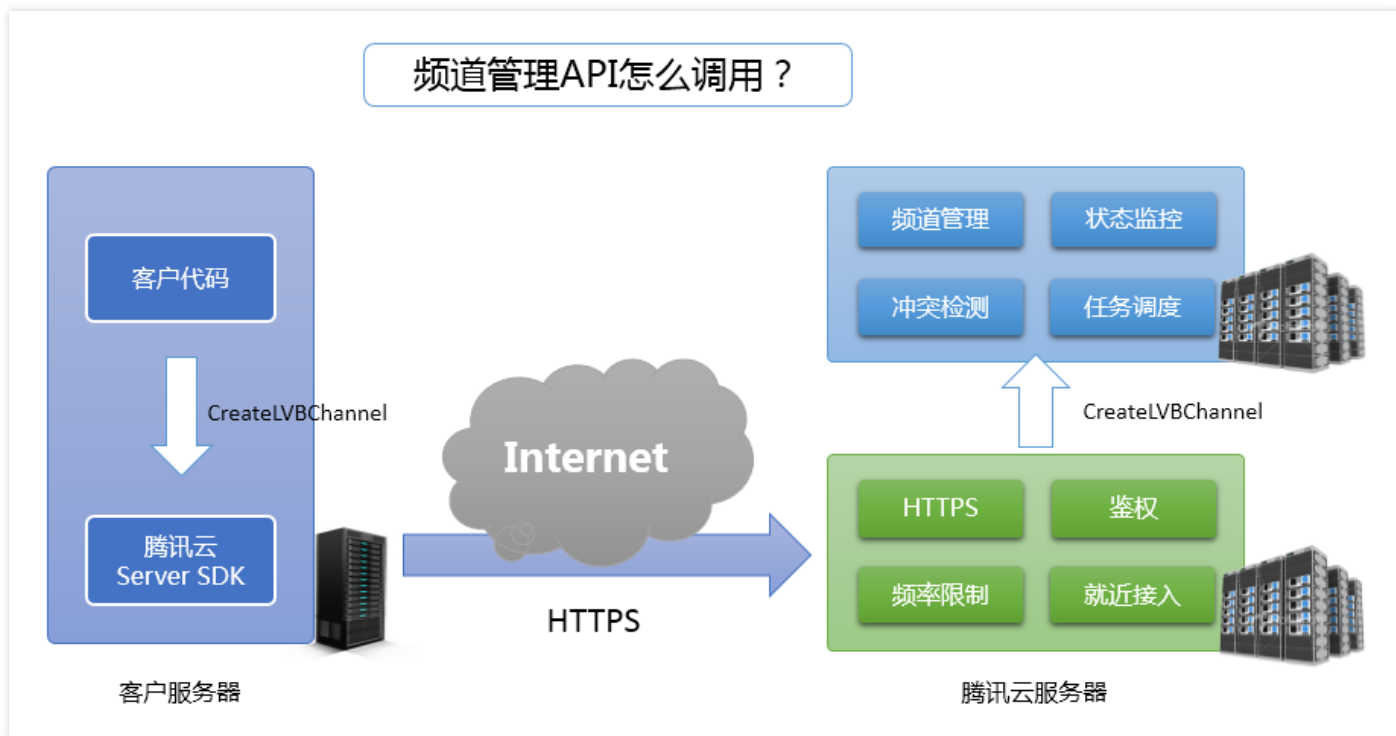 频道管理API怎么调用？
客户代码
CreateLVBChannel
腾讯云
Server SDK
客户服务器
Internet
HTTPS
频道管理
状态监控
冲突检测
任务调度
CreateLVBChannel
HTTPS
鉴权
频率限制
就近接入
腾讯云服务器